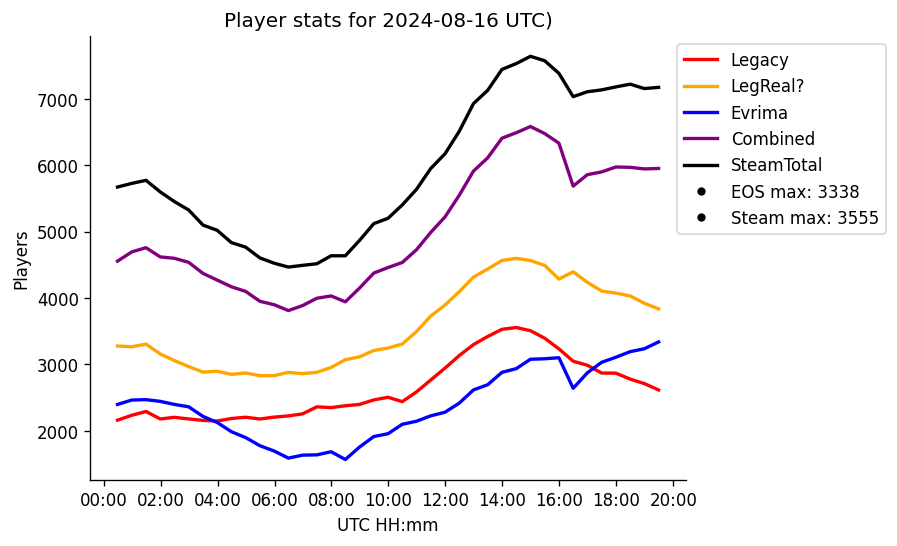 Player stats for 2024-08-16 UTC)
Legacy
LegReal?
Evrima
Combined
SteamTotal
EOS max: 3338
Steam max: 3555
Players
7000
6000
5000
4000
3000
2000
00:00 02:00 04:00 06:00 08:00 10:00 12:00 14:00 16:00 18:00 20:00
UTC HH:mm